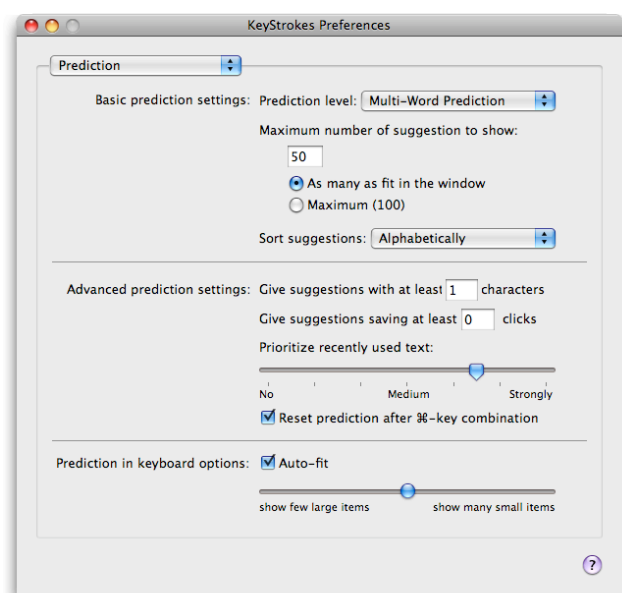 KeyStrokes Preferences
Prediction
Basic prediction settings: Prediction level: Multi-Word Prediction
Maximum number of suggestion to show:
50
As many as fit in the window
Maximum (100)
Sort suggestions: Alphabetically
Advanced prediction settings: Give suggestions with at least 1 characters
Give suggestions saving at least 0 clicks
Prioritize recently used text:
No Medium Strongly
Reset prediction after ⌘-key combination
Prediction in keyboard options: Auto-fit
show few large items show many small items
?